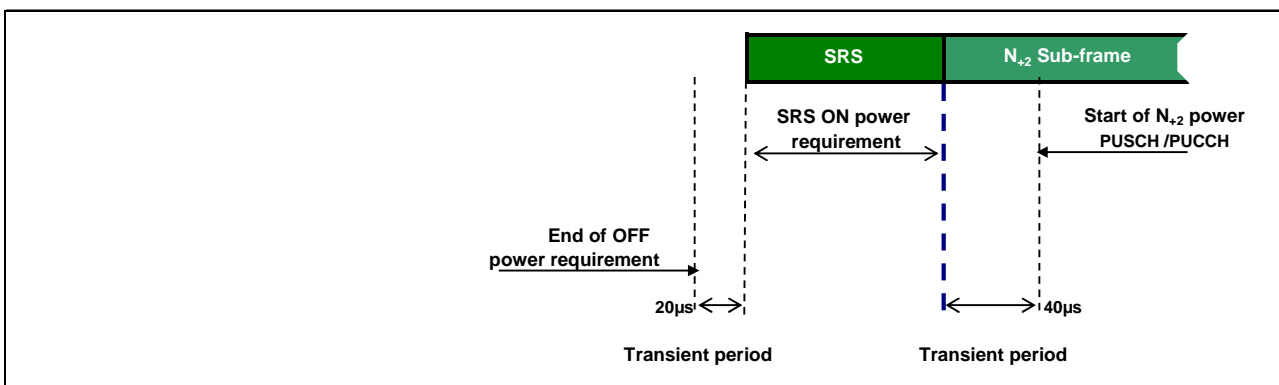 SRS
N+2 Sub-frame
SRS ON power
requirement
Start of N+2 power
PUSCH /PUCCH
End of OFF
power requirement
20µs
40µs
Transient period
Transient period